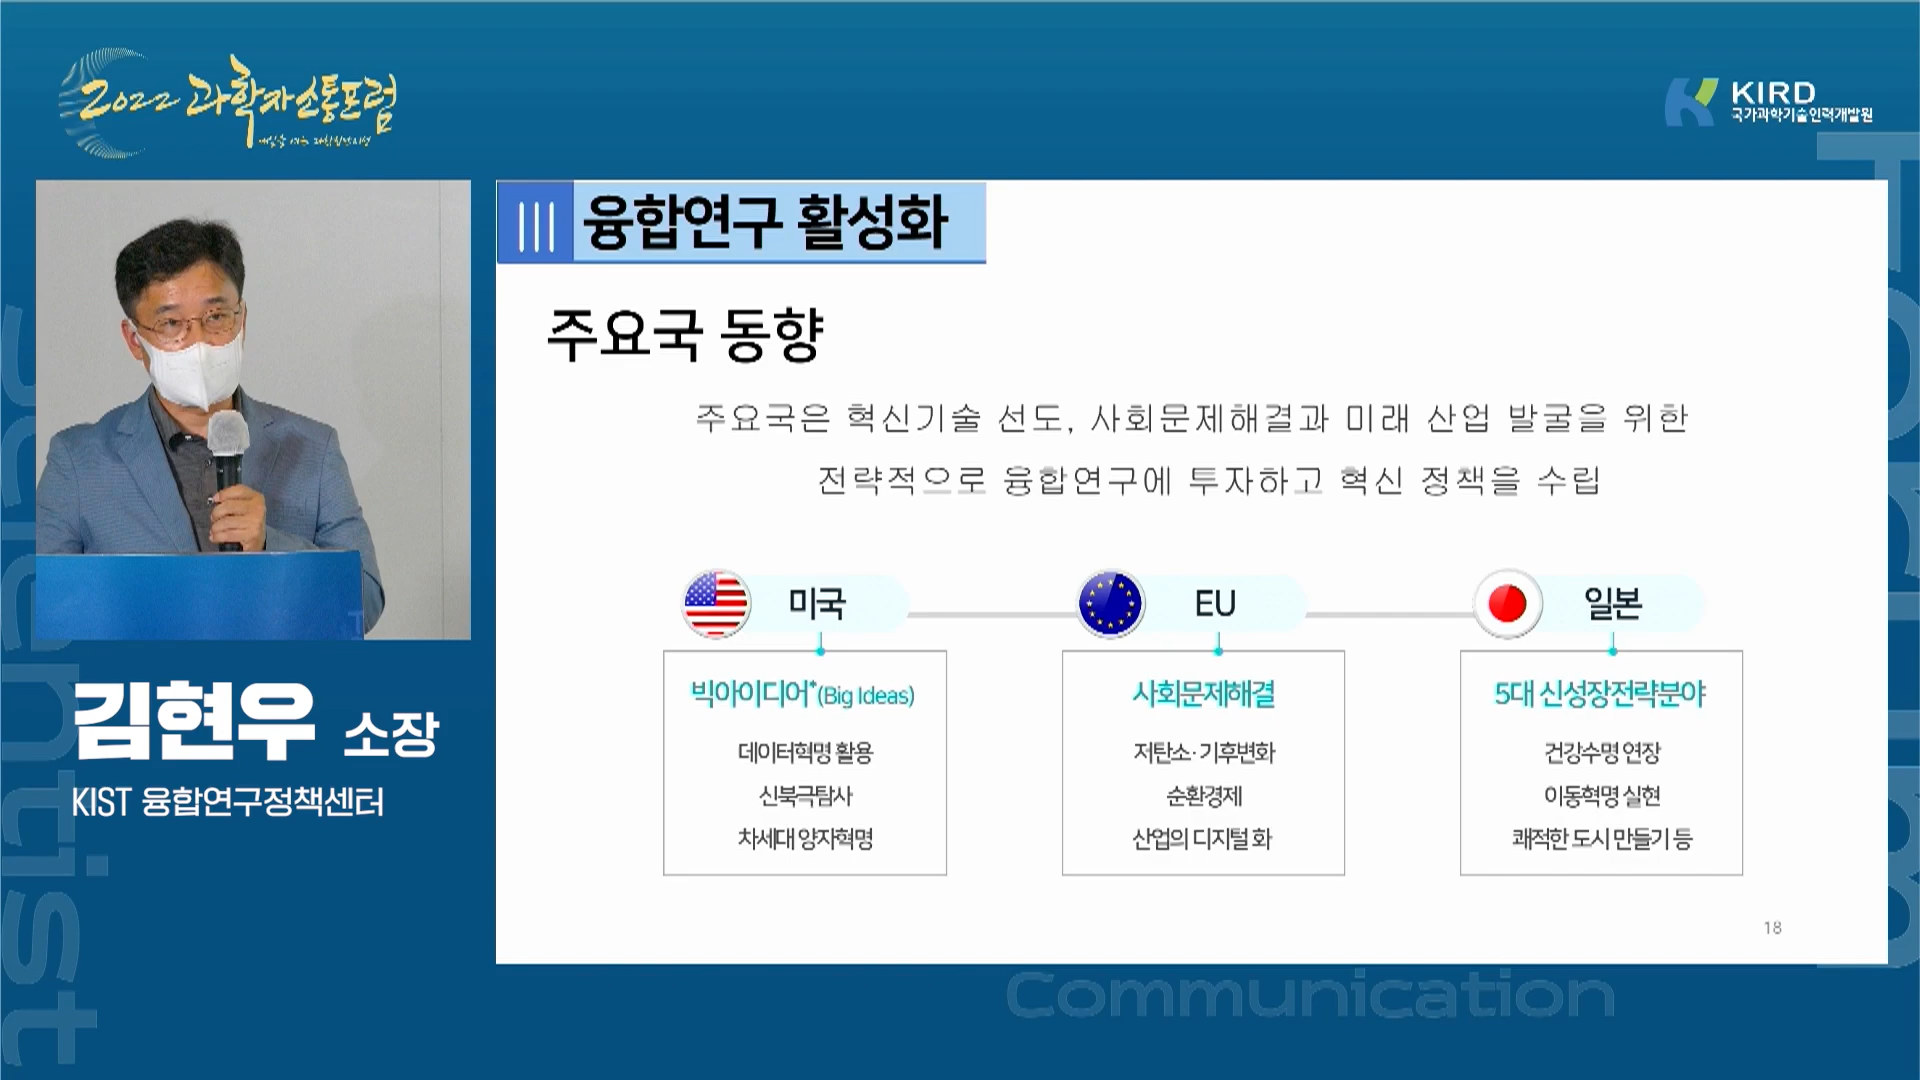 2022 과학자소통포럼
KIRD
국가과학기술인력개발원
III 융합연구 활성화
주요국 동향
주요국은 혁신기술 선도, 사회문제해결과 미래 산업 발굴을 위한
전략적으로 융합연구에 투자하고 혁신 정책을 수립
미국
EU
일본
빅아이디어*(Big Ideas)
데이터혁명 활용
신북극탐사
차세대 양자혁명
사회문제해결
저탄소·기후변화
순환경제
산업의 디지털 화
5대 신성장전략분야
건강수명 연장
이동혁명 실현
쾌적한 도시 만들기 등
18
김현우 소장
KIST 융합연구정책센터
Scientist
Communication
Forum